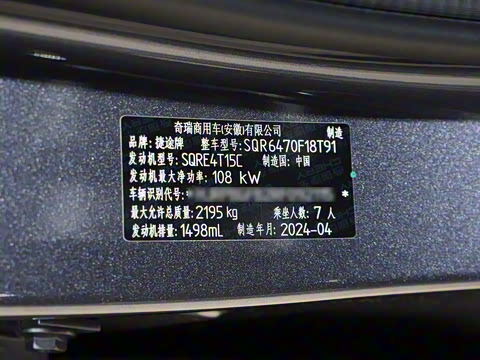 奇瑞商用车(安徽)有限公司 制造
品牌: 捷途牌 整车型号: SQR6470F18T91
发动机型号: SQRE4T15C 制造国: 中国
发动机最大净功率: 108 kW
车辆识别代号: * *
最大允许总质量: 2195 kg 乘坐人数: 7 人
发动机排量: 1498mL 制造年月: 2024-04